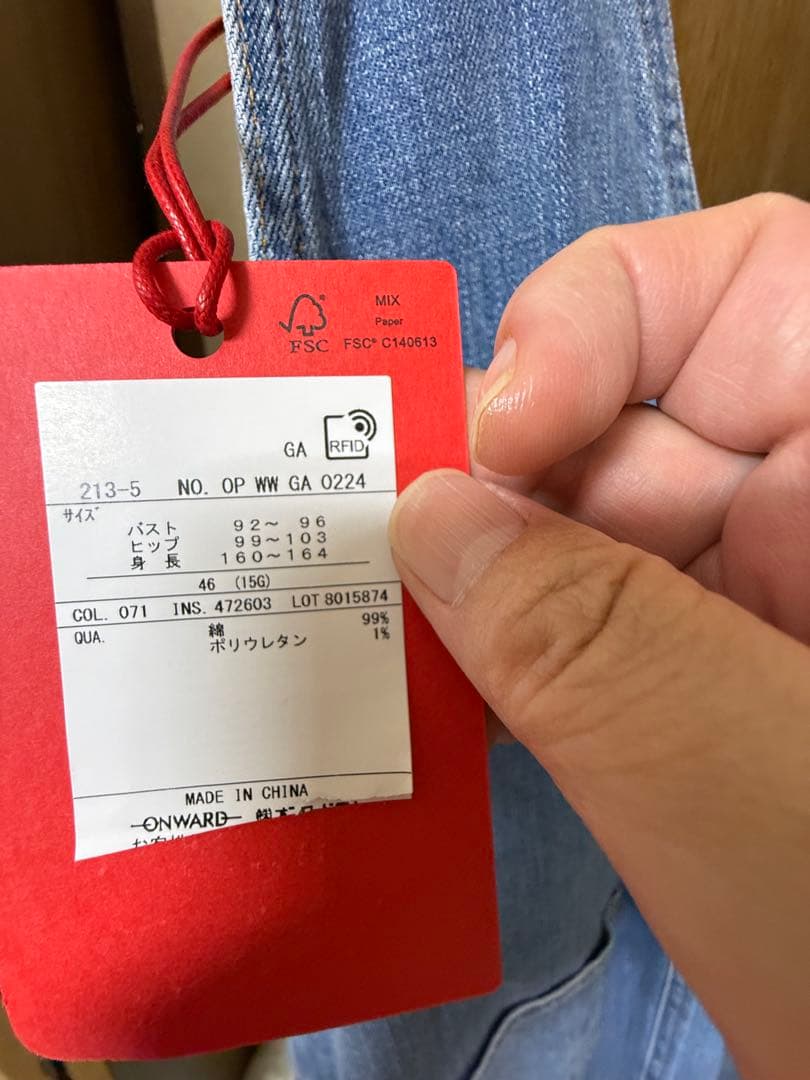 MIX
Paper
FSC
FSC® C140613
GA RFID
213-5 NO. OP WW GA 0224
サイズ
バスト 92～ 96
ヒップ 99～103
身 長 160～164
46 (15G)
COL. 071 INS. 472603 LOT 8015874
QUA. 綿 99%
ポリウレタン 1%
MADE IN CHINA
ONWARD